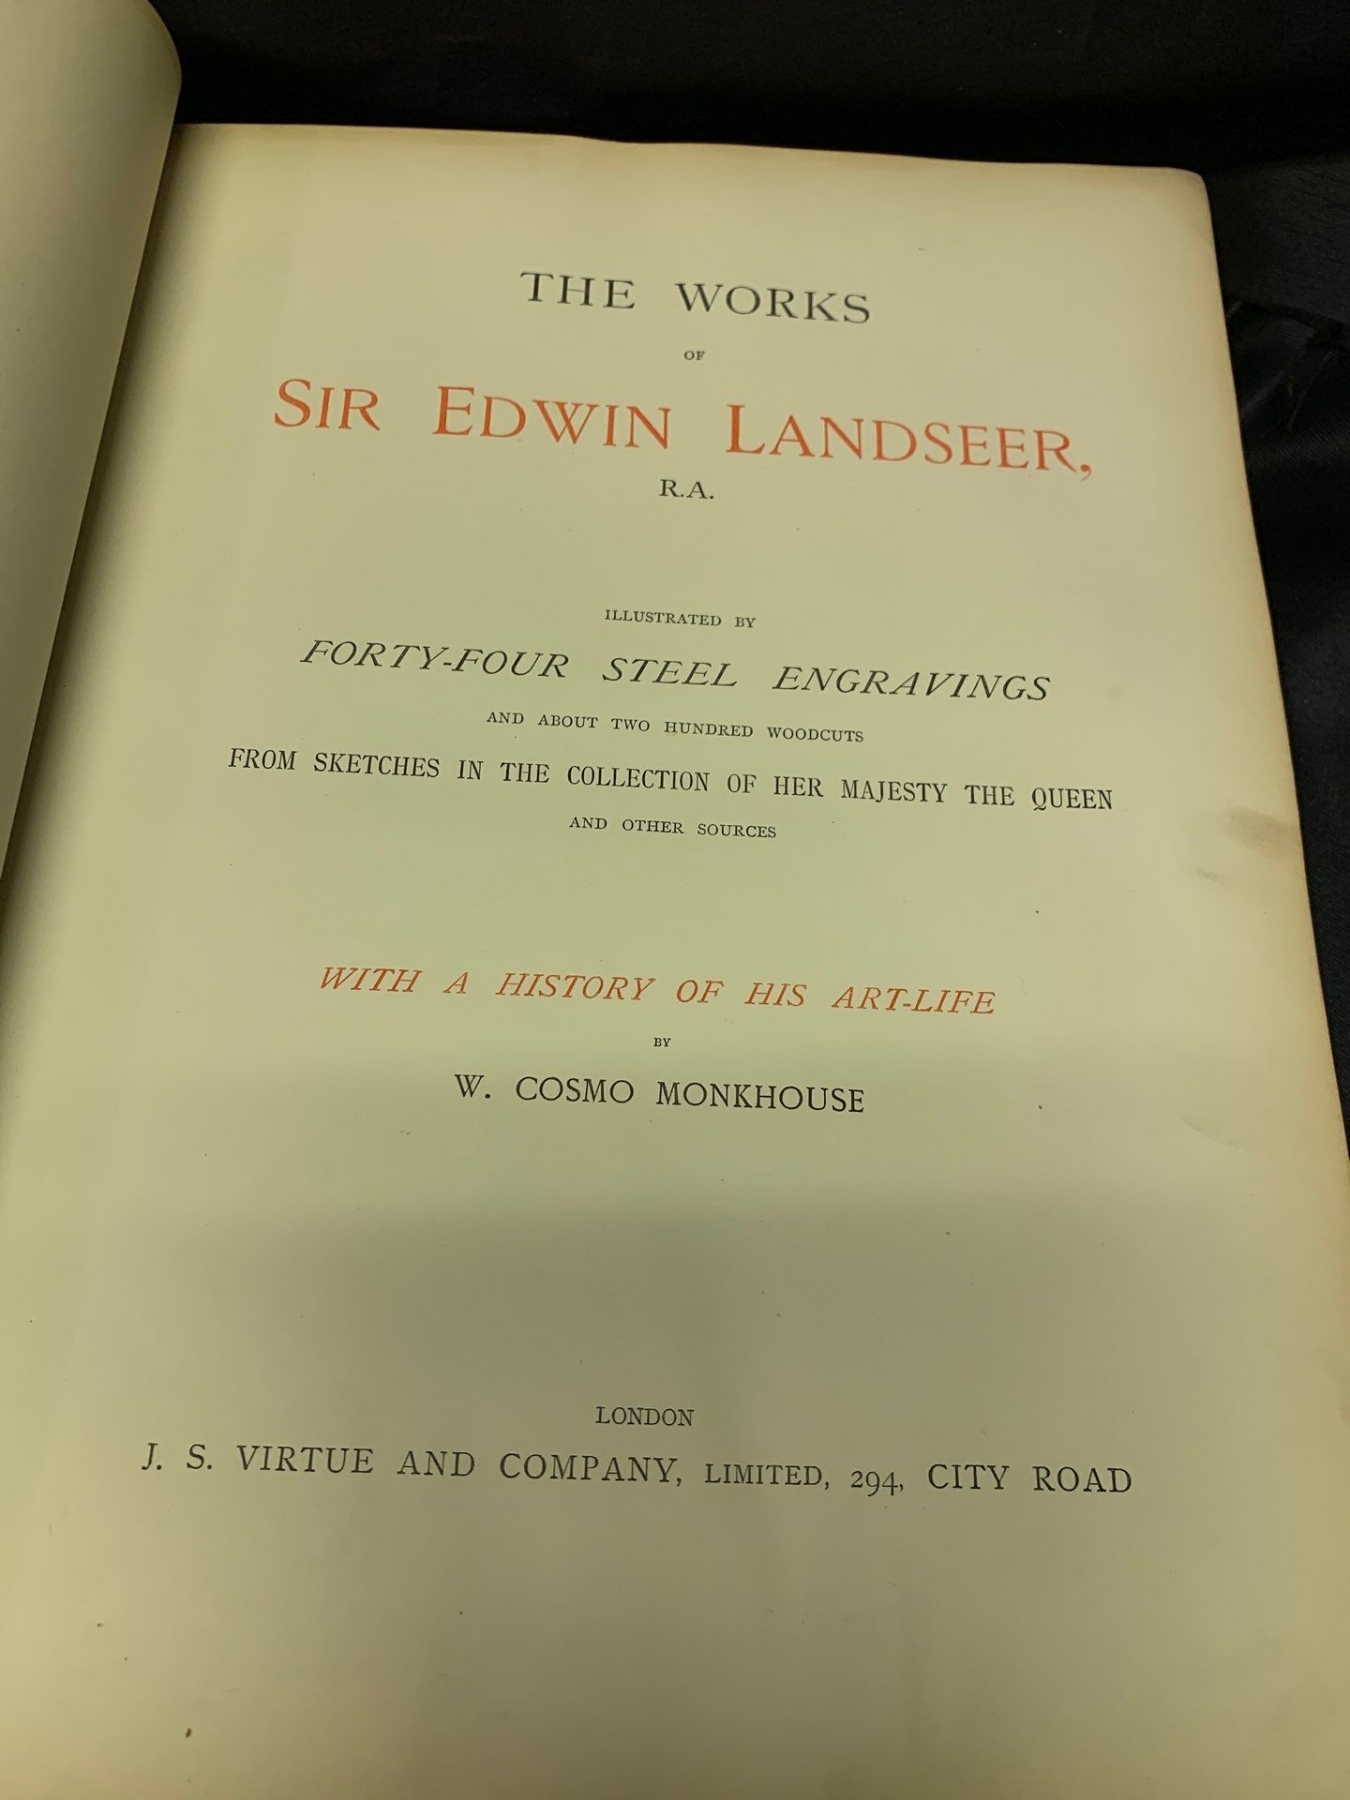 THE WORKS
OF
SIR EDWIN LANDSEER,
R.A.
ILLUSTRATED BY
FORTY-FOUR STEEL ENGRAVINGS
AND ABOUT TWO HUNDRED WOODCUTS
FROM SKETCHES IN THE COLLECTION OF HER MAJESTY THE QUEEN
AND OTHER SOURCES
WITH A HISTORY OF HIS ART-LIFE
BY
W. COSMO MONKHOUSE
LONDON
J. S. VIRTUE AND COMPANY, LIMITED, 294, CITY ROAD